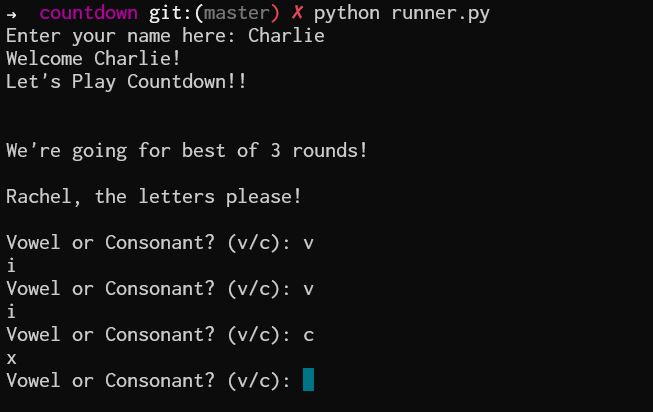 → countdown git:(master) ✗ python runner.py
Enter your name here: Charlie
Welcome Charlie!
Let's Play Countdown!!
We're going for best of 3 rounds!
Rachel, the letters please!
Vowel or Consonant? (v/c): v
i
Vowel or Consonant? (v/c): v
i
Vowel or Consonant? (v/c): c
x
Vowel or Consonant? (v/c):